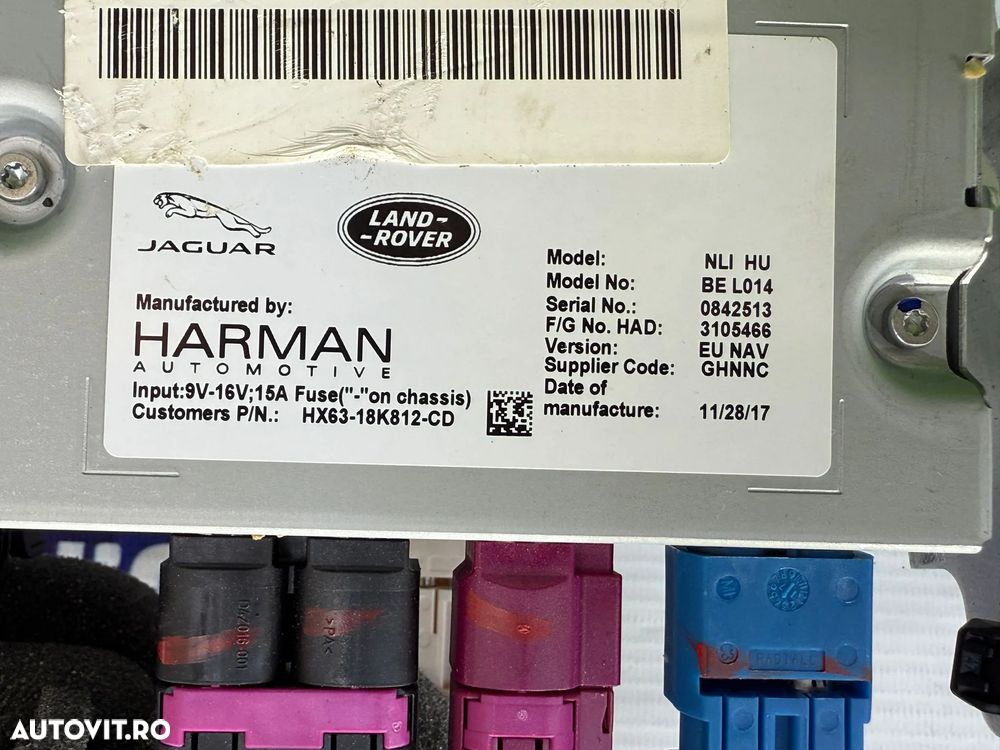 JAGUAR
LAND-
-ROVER
Manufactured by:
HARMAN
AUTOMOTIVE
Input:9V-16V;15A Fuse("-"on chassis)
Customers P/N.: HX63-18K812-CD
Model: NLI HU
Model No: BE L014
Serial No.: 0842513
F/G No. HAD: 3105466
Version: EU NAV
Supplier Code: GHNNC
Date of
manufacture: 11/28/17
>PA<
RADIALL
AUTOVIT.RO